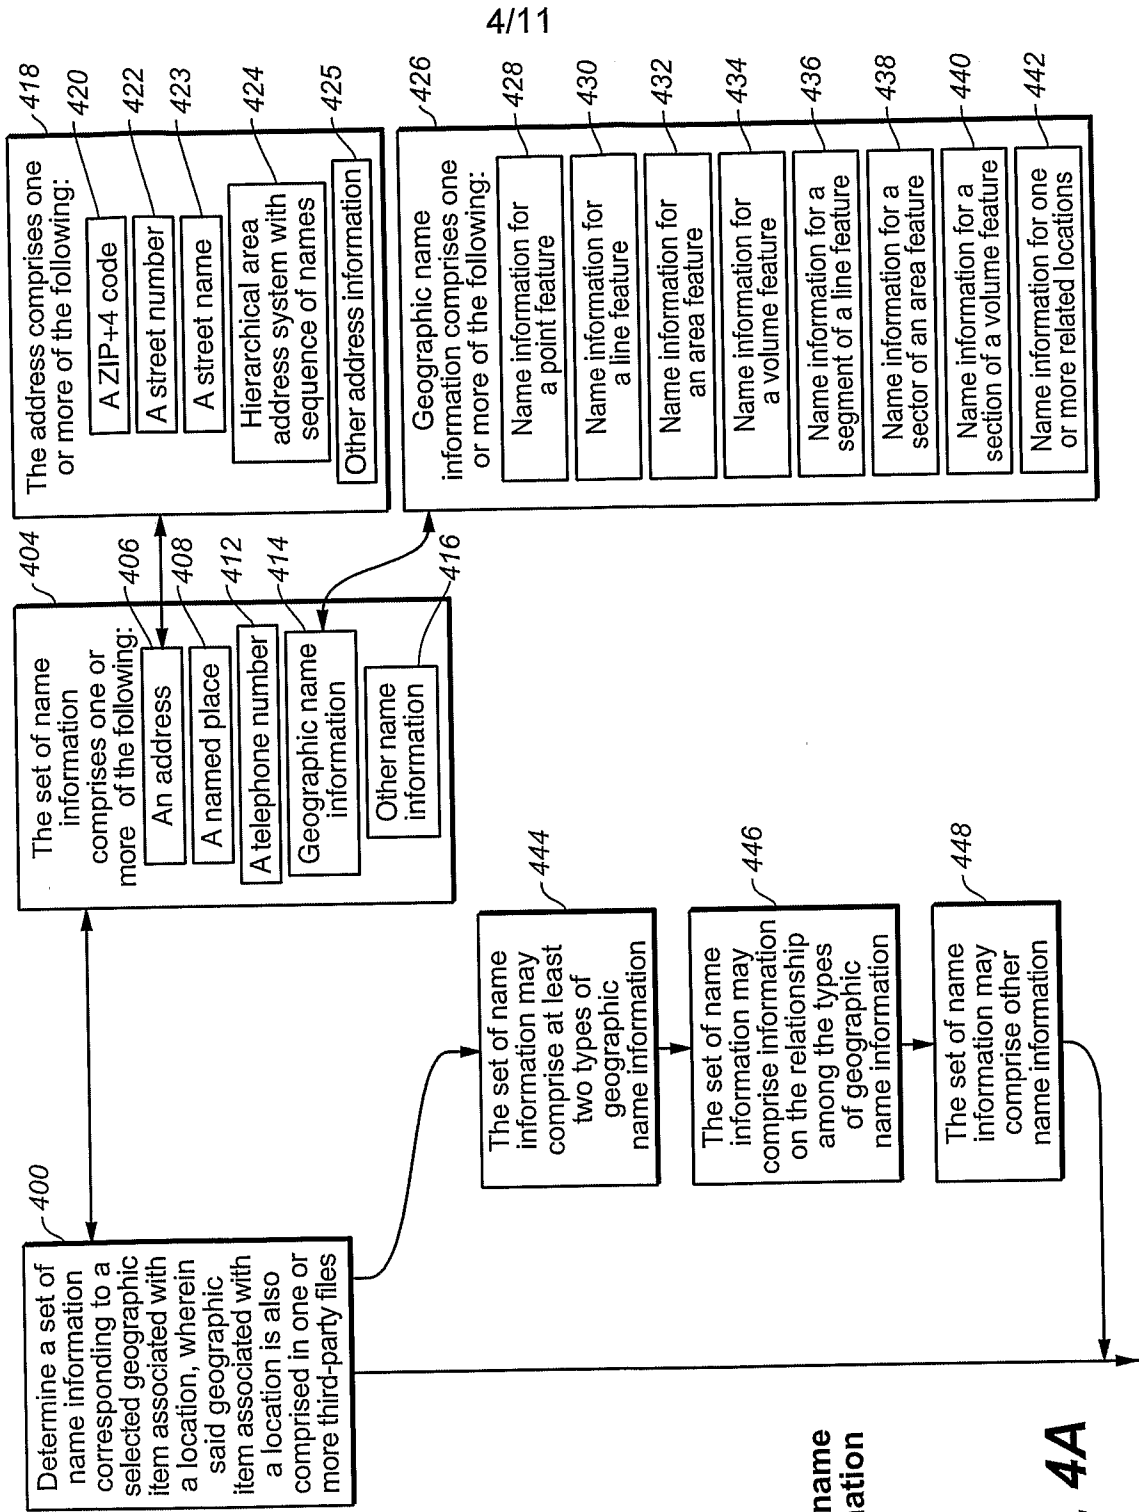 4/11
400
Determine a set of
name information
corresponding to a
selected geographic
item associated with
a location, wherein
said geographic
item associated with
a location is also
comprised in one or
more third-party files
404
The set of name
information
comprises one or
more of the following:
406
An address
408
A named place
412
A telephone number
414
Geographic name
information
416
Other name
information
418
The address comprises one
or more of the following:
420
A ZIP+4 code
422
A street number
423
A street name
424
Hierarchical area
address system with
sequence of names
425
Other address information
426
Geographic name
information comprises one
or more of the following:
428
Name information for
a point feature
430
Name information for
a line feature
432
Name information for
an area feature
434
Name information for
a volume feature
436
Name information for a
segment of a line feature
438
Name information for a
sector of an area feature
440
Name information for a
section of a volume feature
442
Name information for one
or more related locations
444
The set of name
information may
comprise at least
two types of
geographic
name information
446
The set of name
information may
comprise information
on the relationship
among the types
of geographic
name information
448
The set of name
information may
comprise other
name information
name
4A